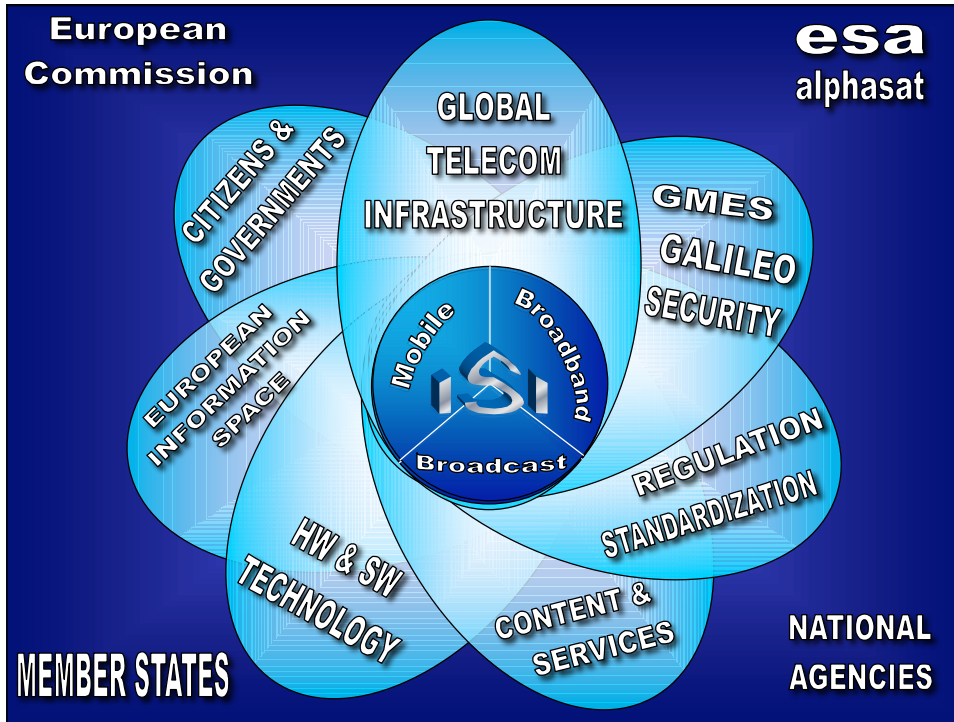 European
Commission
esa
alphasat
GLOBAL
TELECOM
INFRASTRUCTURE
CITIZENS &
GOVERNMENTS
GMES
GALILEO
SECURITY
EUROPEAN
INFORMATION
SPACE
Mobile
Broadband
iSi
Broadcast
REGULATION
STANDARDIZATION
HW & SW
TECHNOLOGY
CONTENT &
SERVICES
MEMBER STATES
NATIONAL
AGENCIES